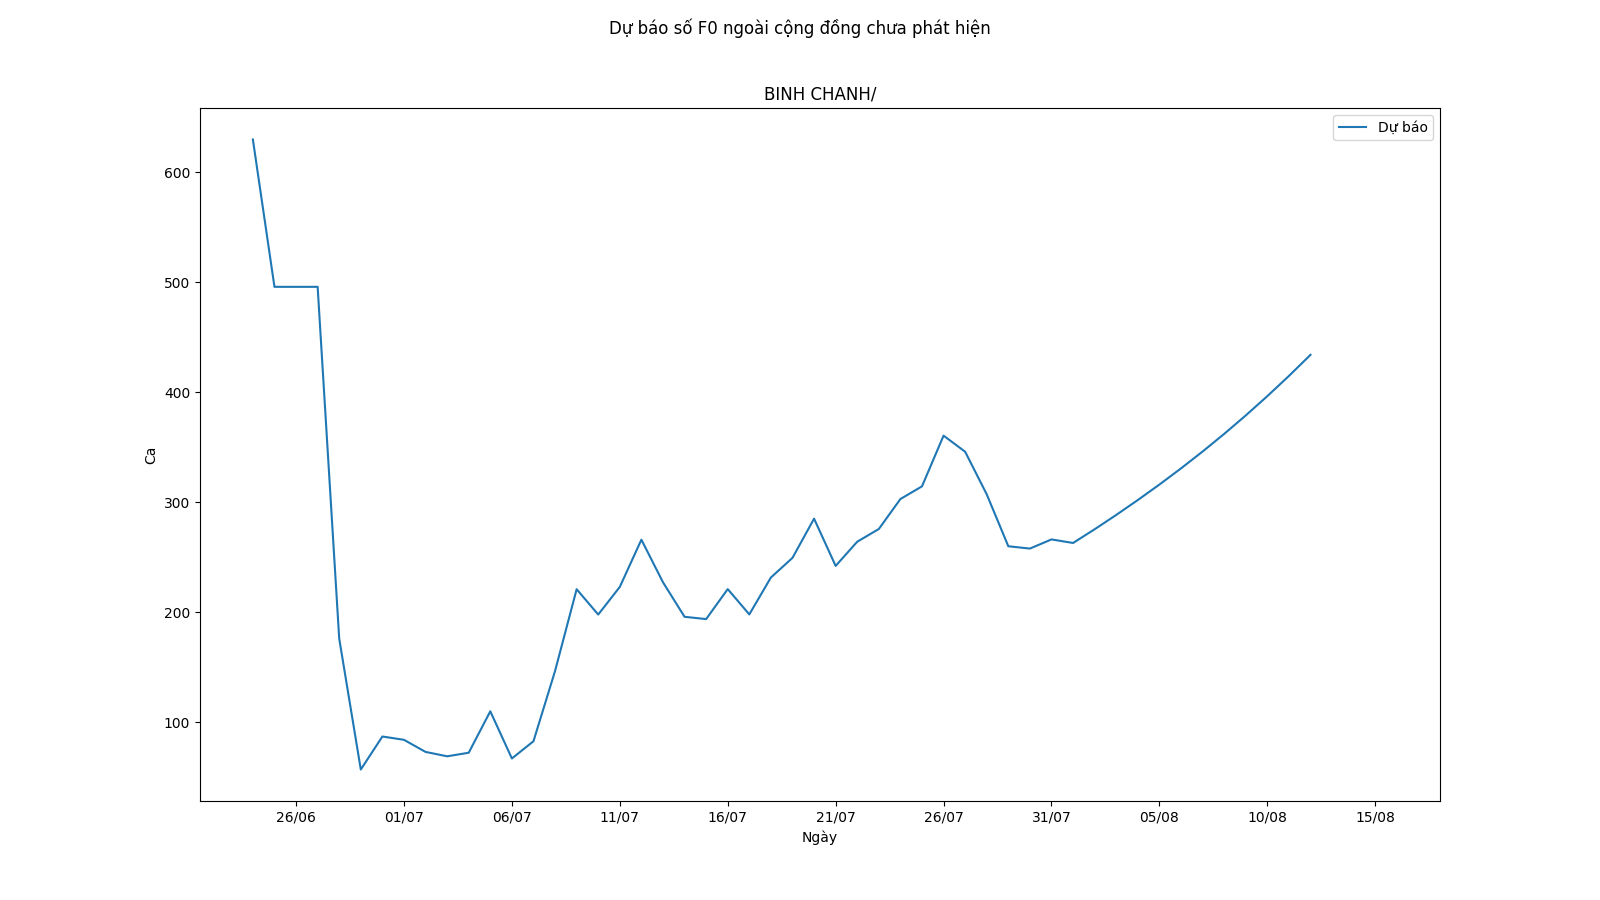 Dự báo số F0 ngoài cộng đồng chưa phát hiện
BINH CHANH/
Dự báo
600
500
400
300
200
100
Ca
26/06 01/07 06/07 11/07 16/07 21/07 26/07 31/07 05/08 10/08 15/08
Ngày